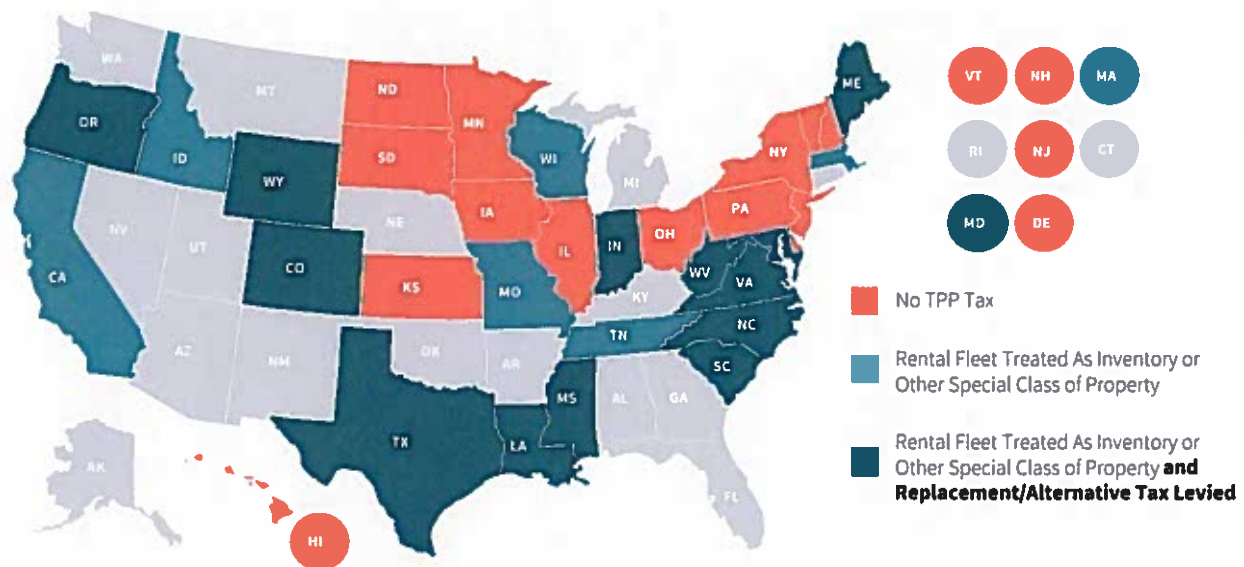 WA
MT
ND
MN
ME
VT
NH
MA
OR
ID
WY
SD
WI
MI
NY
RI
NJ
CT
NV
UT
CO
NE
IA
IL
IN
OH
PA
MD
DE
CA
KS
MO
KY
WV
VA
No TPP Tax
AZ
NM
OK
AR
TN
NC
SC
Rental Fleet Treated As Inventory or
Other Special Class of Property
TX
LA
MS
AL
GA
FL
AK
HI
Rental Fleet Treated As Inventory or
Other Special Class of Property and
Replacement/Alternative Tax Levied